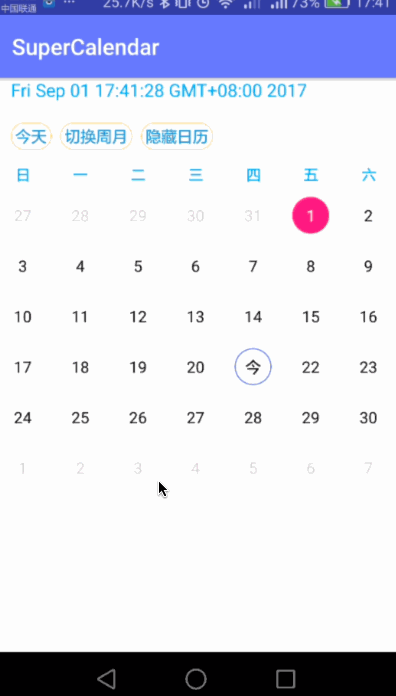 中国联通 ... 25.7K/s 73% 17:41
SuperCalendar
Fri Sep 01 17:41:28 GMT+08:00 2017
今天 切换周月 隐藏日历
日 一 二 三 四 五 六
27 28 29 30 31 1 2
3 4 5 6 7 8 9
10 11 12 13 14 15 16
17 18 19 20 今 22 23
24 25 26 27 28 29 30
1 2 3 4 5 6 7